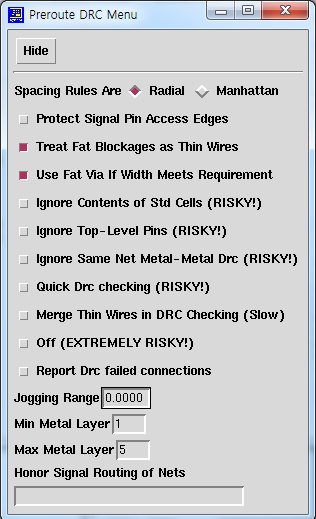 Preroute DRC Menu
Hide
Spacing Rules Are Radial Manhattan
Protect Signal Pin Access Edges
Treat Fat Blockages as Thin Wires
Use Fat Via If Width Meets Requirement
Ignore Contents of Std Cells (RISKY!)
Ignore Top-Level Pins (RISKY!)
Ignore Same Net Metal-Metal Drc (RISKY!)
Quick Drc checking (RISKY!)
Merge Thin Wires in DRC Checking (Slow)
Off (EXTREMELY RISKY!)
Report Drc failed connections
Jogging Range 0.0000
Min Metal Layer 1
Max Metal Layer 5
Honor Signal Routing of Nets